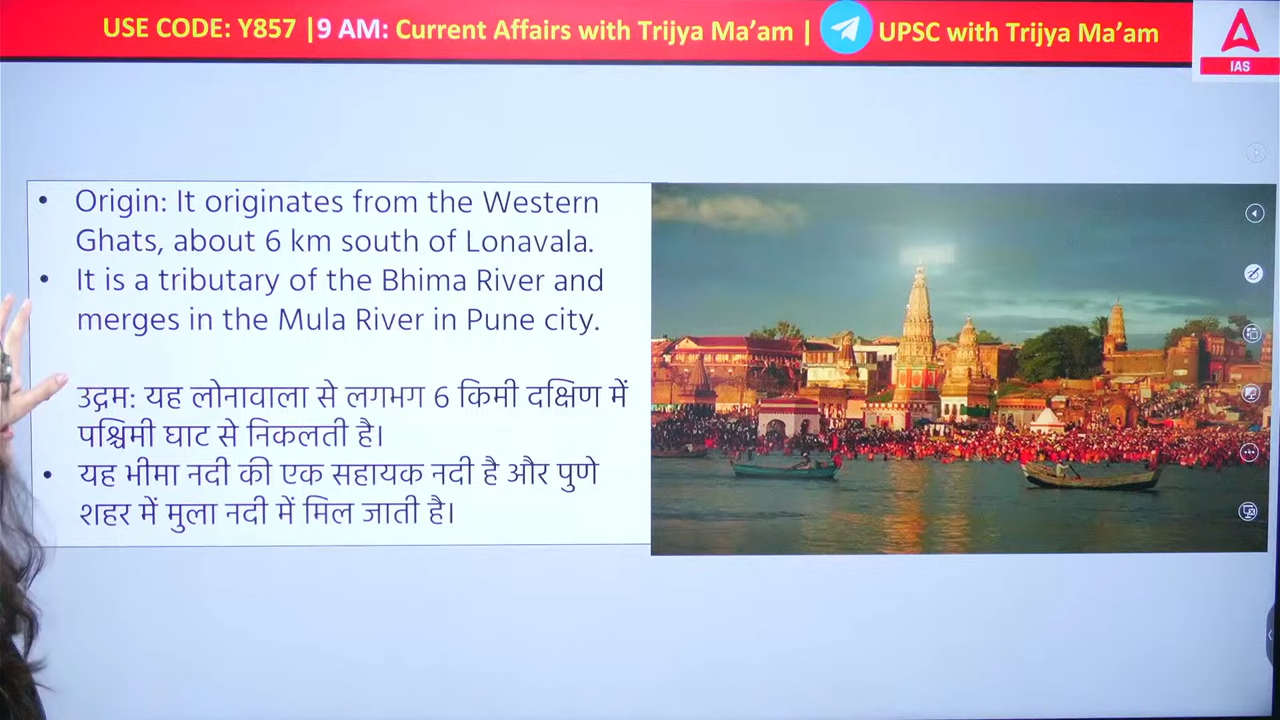 USE CODE: Y857 |9 AM: Current Affairs with Trijya Ma’am | UPSC with Trijya Ma’am
IAS
• Origin: It originates from the Western
Ghats, about 6 km south of Lonavala.
• It is a tributary of the Bhima River and
merges in the Mula River in Pune city.
उद्गम: यह लोनावाला से लगभग 6 किमी दक्षिण में
पश्चिमी घाट से निकलती है।
• यह भीमा नदी की एक सहायक नदी है और पुणे
शहर में मुला नदी में मिल जाती है।